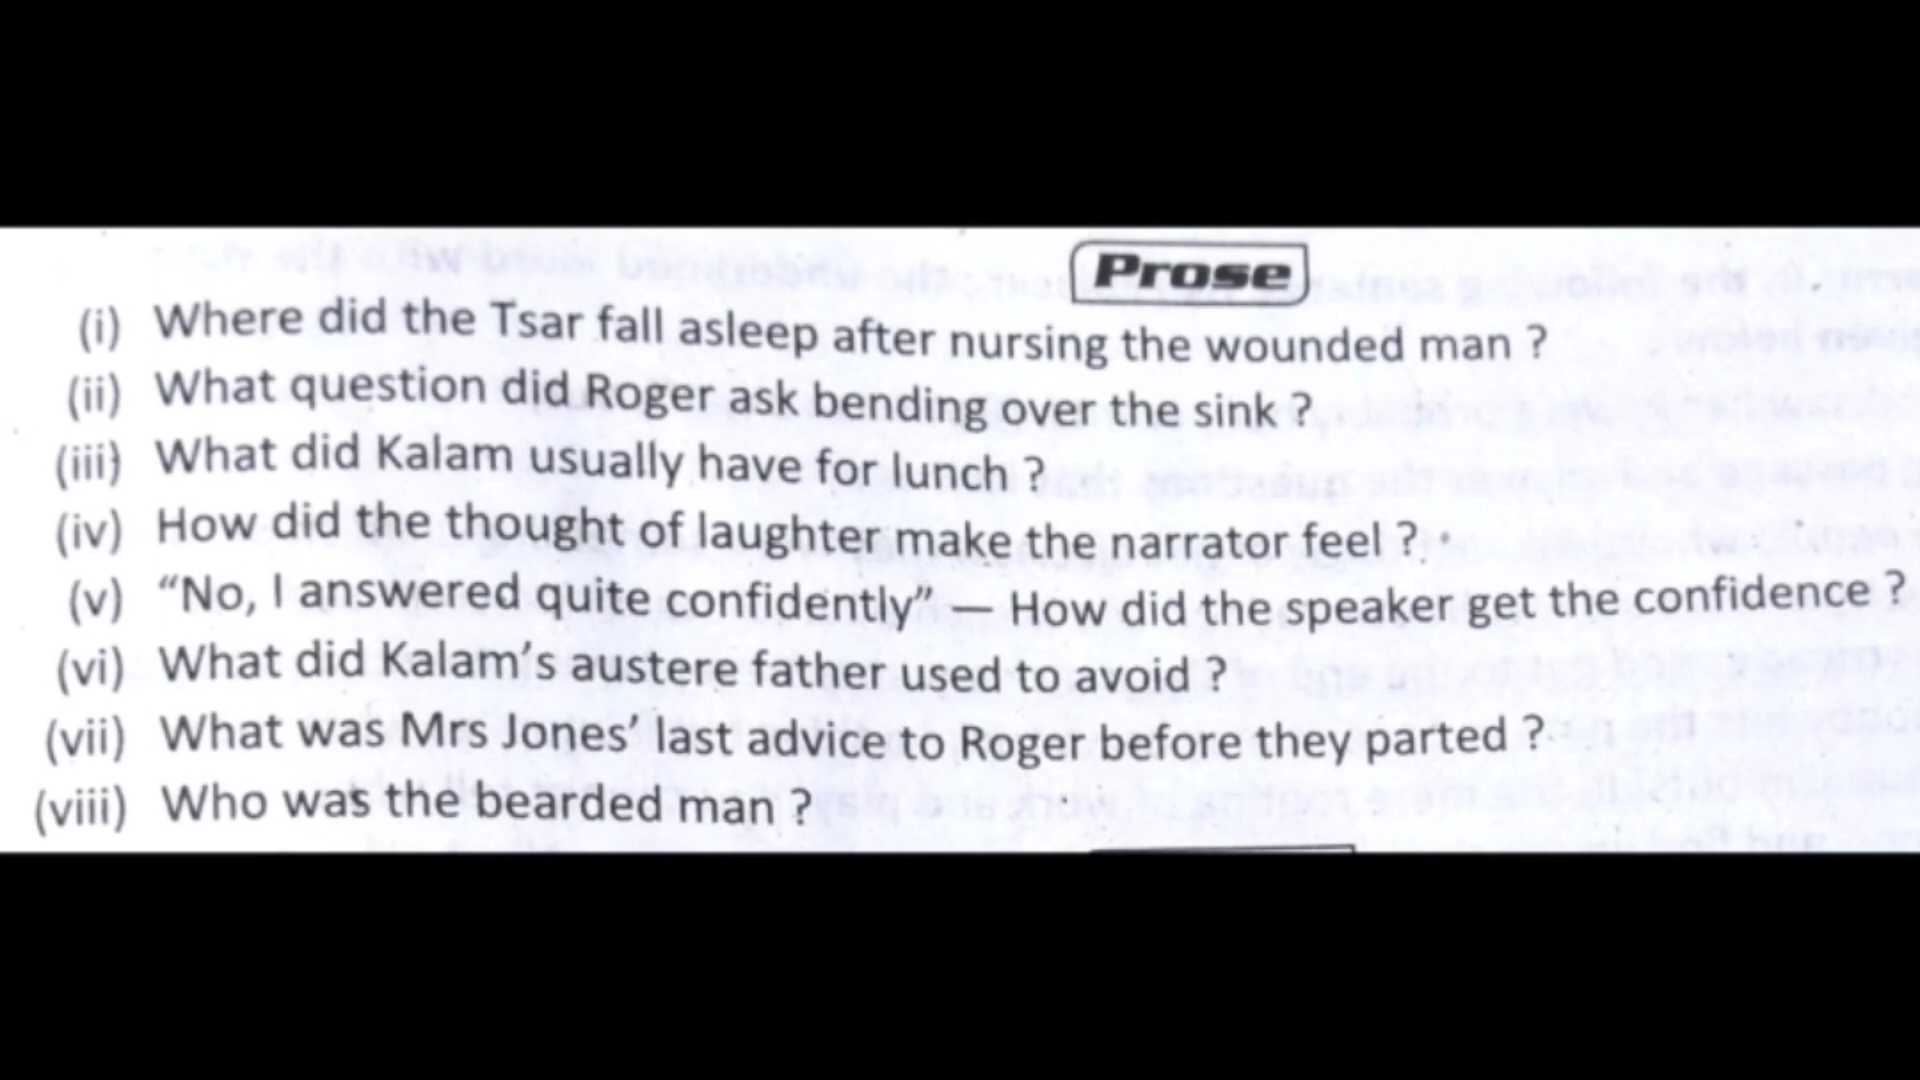 Prose
(i) Where did the Tsar fall asleep after nursing the wounded man ?
(ii) What question did Roger ask bending over the sink ?
(iii) What did Kalam usually have for lunch ?
(iv) How did the thought of laughter make the narrator feel ?
(v) “No, I answered quite confidently” — How did the speaker get the confidence ?
(vi) What did Kalam’s austere father used to avoid ?
(vii) What was Mrs Jones’ last advice to Roger before they parted ?
(viii) Who was the bearded man ?